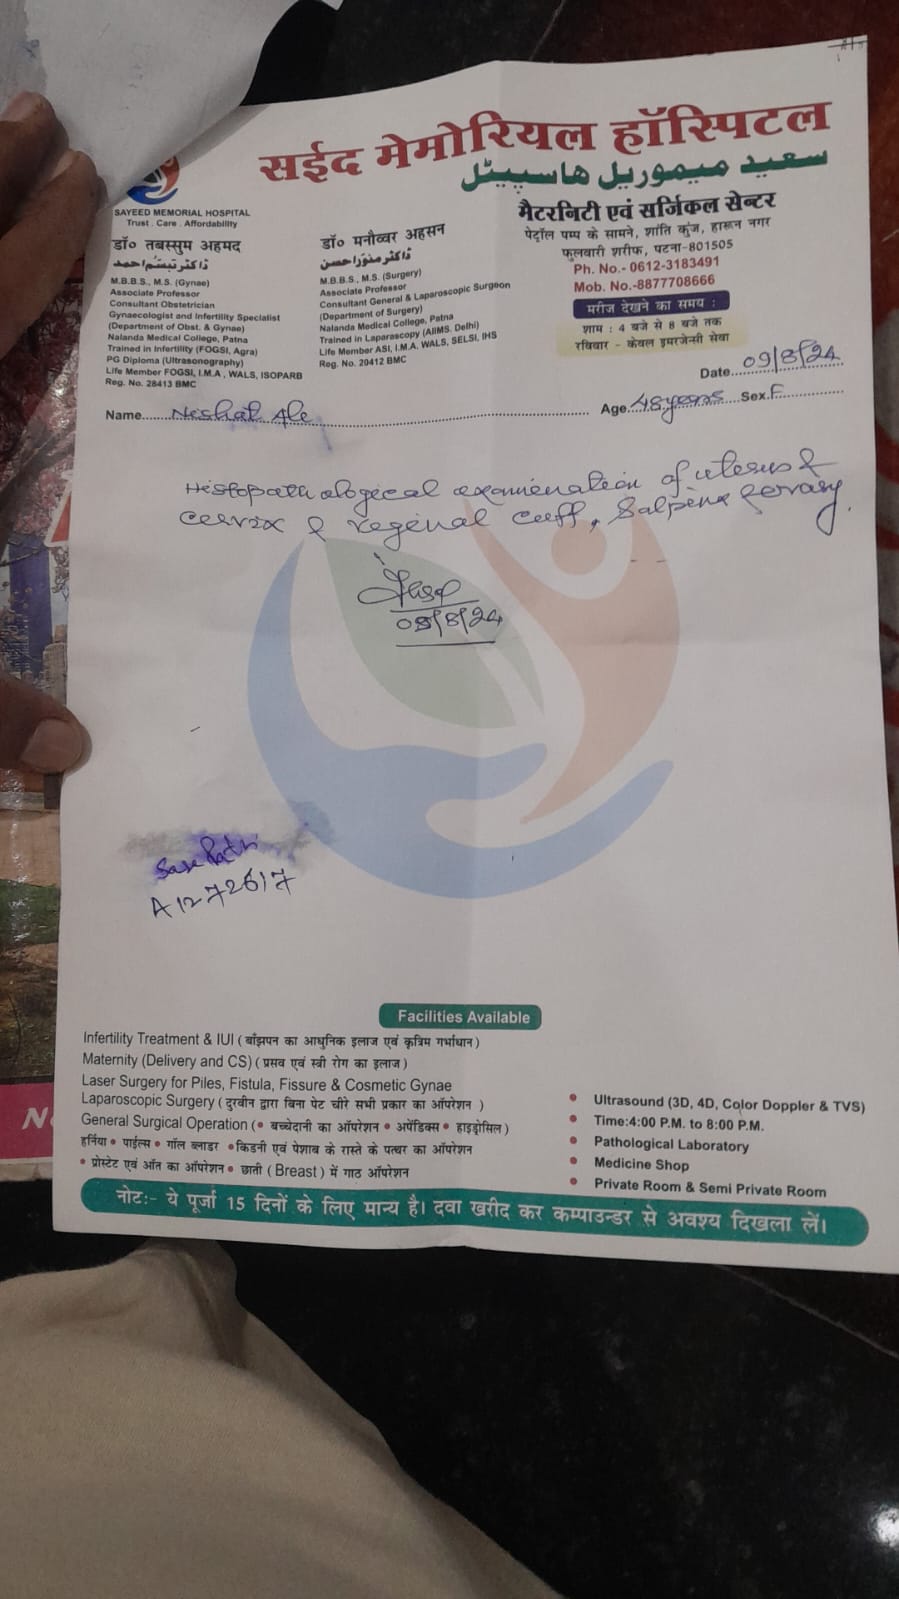 सईद मेमोरियल हॉस्पिटल
سعید میموریل ہاسپیٹل
SAYEED MEMORIAL HOSPITAL
Trust . Care . Affordability
मैटरनिटी एवं सर्जिकल सेन्टर
पेट्रॉल पम्प के सामने, शांति कुंज, हारून नगर
फुलवारी शरीफ, पटना-801505
Ph. No.- 0612-3183491
Mob. No.-8877708666
मरीज देखने का समय :
शाम : 4 बजे से 8 बजे तक
रविवार - केवल इमरजेन्सी सेवा
डॉ० तबस्सुम अहमद
ڈاکٹر تبسّم احمد
M.B.B.S., M.S. (Gynae)
Associate Professor
Consultant Obstetrician
Gynaecologist and Infertility Specialist
(Department of Obst. & Gynae)
Nalanda Medical College, Patna
Trained in Infertility (FOGSI, Agra)
PG Diploma (Ultrasonography)
Life Member FOGSI, I.M.A , WALS, ISOPARB
Reg. No. 28413 BMC
डॉ० मनौव्वर अहसन
ڈاکٹر منور احسن
M.B.B.S., M.S. (Surgery)
Associate Professor
Consultant General & Laparoscopic Surgeon
(Department of Surgery)
Nalanda Medical College, Patna
Trained in Laparascopy (AIIMS, Delhi)
Life Member ASI, I.M.A. WALS, SELSI, IHS
Reg. No. 20412 BMC
Date 09/8/24
Name Neshat Age 48 years Sex F
Histopathological examination of uterus &
cervix & vaginal cuff, Salpinx & ovary.
A1272617
Facilities Available
Infertility Treatment & IUI ( बाँझपन का आधुनिक इलाज एवं कृत्रिम गर्भाधान )
Maternity (Delivery and CS) ( प्रसव एवं स्त्री रोग का इलाज )
Laser Surgery for Piles, Fistula, Fissure & Cosmetic Gynae
Laparoscopic Surgery ( दुरबीन द्वारा बिना पेट चीरे सभी प्रकार का ऑपरेशन )
General Surgical Operation (• बच्चेदानी का ऑपरेशन • अपेंडिक्स • हाइड्रोसिल)
हर्निया • पाईल्स • गॉल ब्लाडर • किडनी एवं पेशाब के रास्ते के पत्थर का ऑपरेशन
• प्रोस्टेट एवं आँत का ऑपरेशन • छाती ( Breast ) में गाठ ऑपरेशन
• Ultrasound (3D, 4D, Color Doppler & TVS)
• Time:4:00 P.M. to 8:00 P.M.
• Pathological Laboratory
• Medicine Shop
• Private Room & Semi Private Room
नोटः- ये पूर्जा 15 दिनों के लिए मान्य है। दवा खरीद कर कम्पाउन्डर से अवश्य दिखला लें।